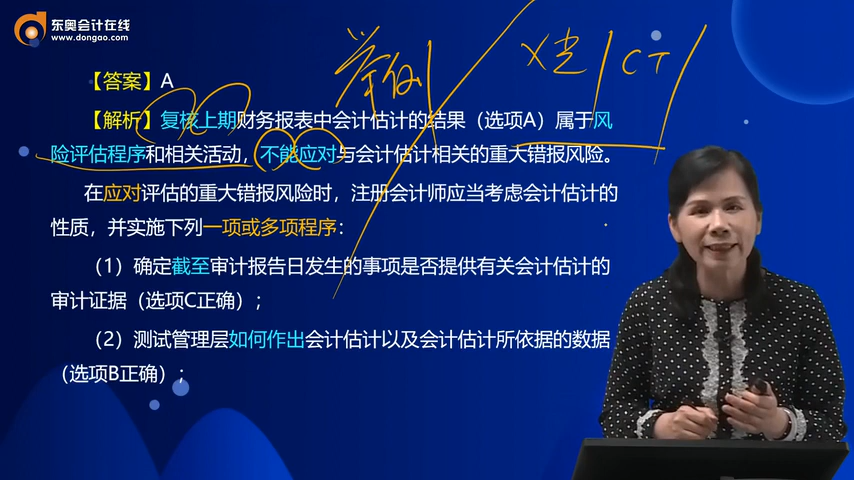 东奥会计在线
www.dongao.com
举例 对 / CT
【答案】A
【解析】复核上期财务报表中会计估计的结果（选项A）属于风
险评估程序和相关活动，不能应对与会计估计相关的重大错报风险。
在应对评估的重大错报风险时，注册会计师应当考虑会计估计的
性质，并实施下列一项或多项程序：
（1）确定截至审计报告日发生的事项是否提供有关会计估计的
审计证据（选项C正确）；
（2）测试管理层如何作出会计估计以及会计估计所依据的数据
（选项B正确）；